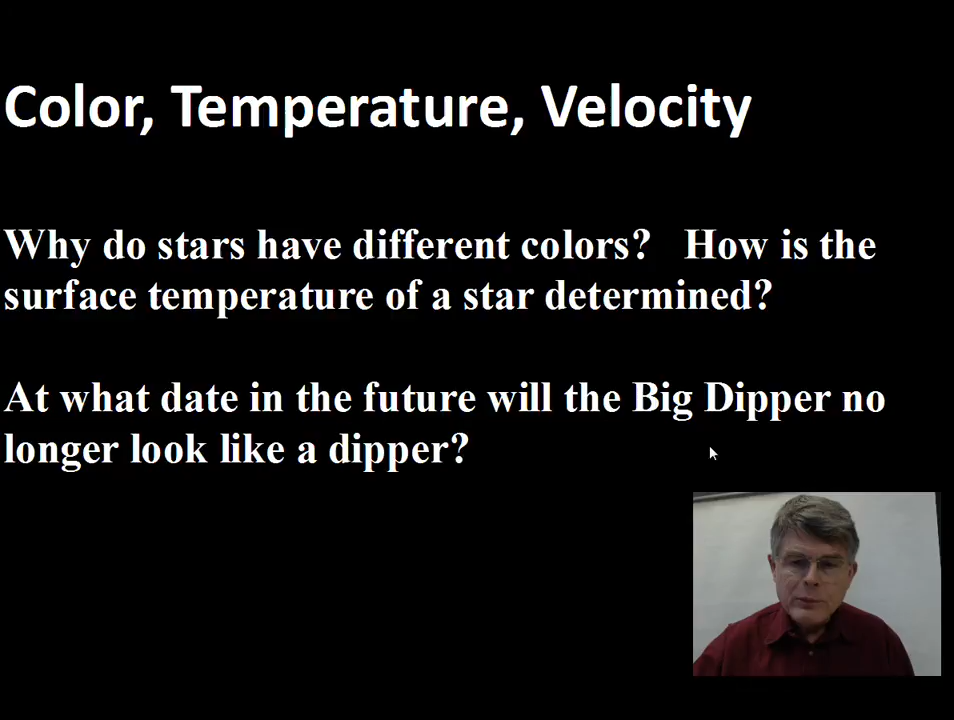 Color, Temperature, Velocity
Why do stars have different colors? How is the
surface temperature of a star determined?
At what date in the future will the Big Dipper no
longer look like a dipper?